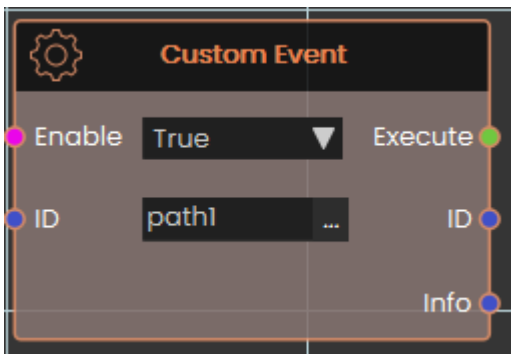 Custom Event
Enable True Execute
ID path1 ... ID
Info